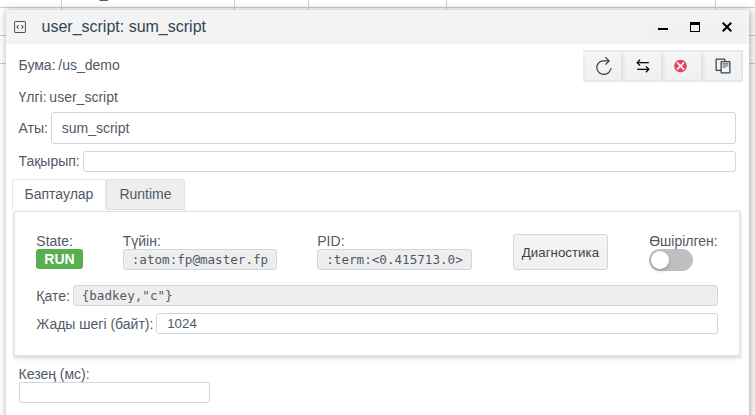 user_script: sum_script
Бума: /us_demo
Үлгі: user_script
Аты: sum_script
Тақырып:
Баптаулар Runtime
State: Түйін: PID: Диагностика Өшірілген:
RUN :atom:fp@master.fp :term:<0.415713.0>
Қате: {badkey,"c"}
Жады шегі (байт): 1024
Кезең (мс):